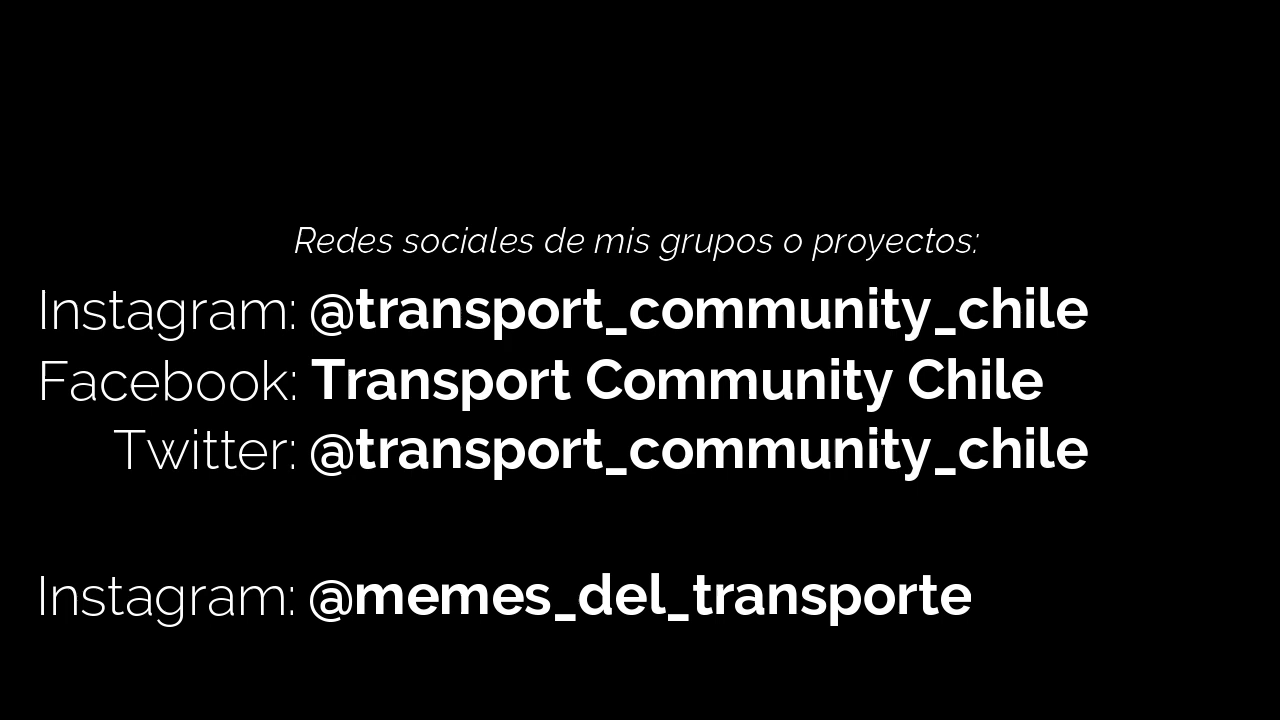 Redes sociales de mis grupos o proyectos:
Instagram: @transport_community_chile
Facebook: Transport Community Chile
Twitter: @transport_community_chile
Instagram: @memes_del_transporte